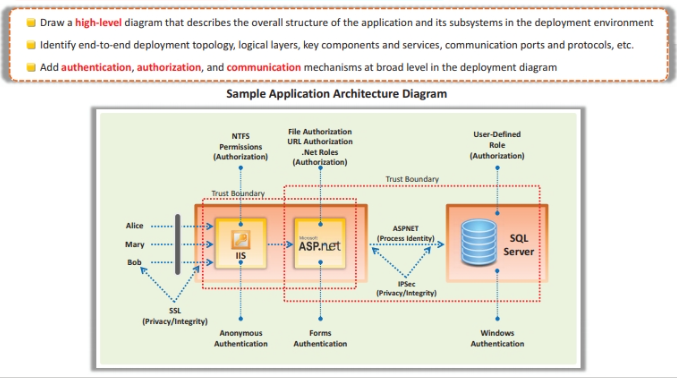 Draw a high-level diagram that describes the overall structure of the application and its subsystems in the deployment environment
Identify end-to-end deployment topology, logical layers, key components and services, communication ports and protocols, etc.
Add authentication, authorization, and communication mechanisms at broad level in the deployment diagram
Sample Application Architecture Diagram
NTFS
Permissions
(Authorization)
File Authorization
URL Authorization
.Net Roles
(Authorization)
User-Defined
Role
(Authorization)
Trust Boundary
Trust Boundary
Alice
Mary
Bob
IIS
Microsoft
ASP.net
ASPNET
(Process Identity)
SQL
Server
IPSec
(Privacy/Integrity)
SSL
(Privacy/Integrity)
Anonymous
Authentication
Forms
Authentication
Windows
Authentication